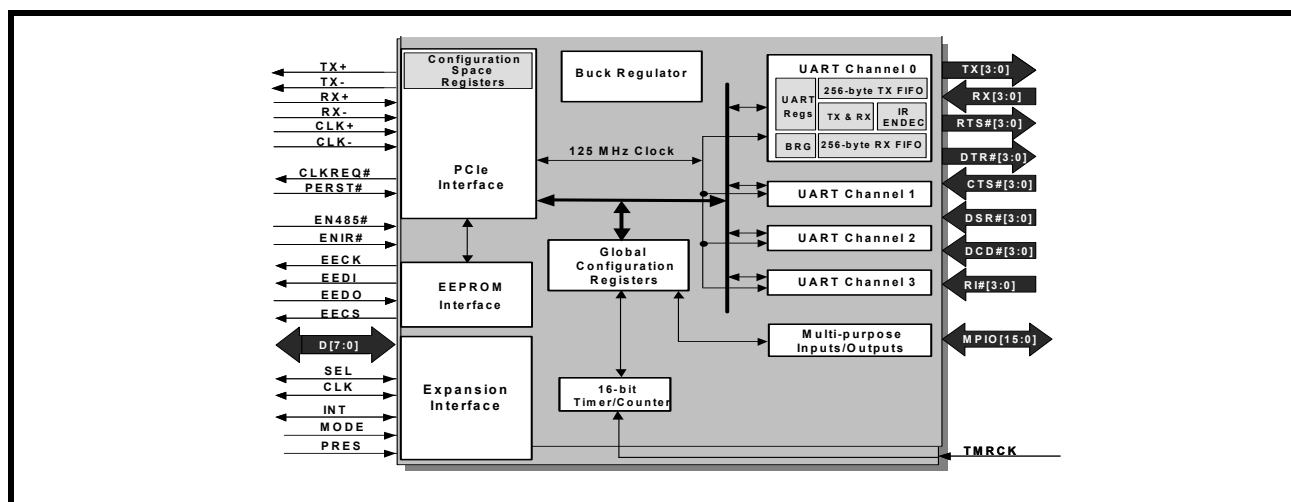 TX+
TX-
RX+
RX-
CLK+
CLK-
CLKREQ#
PERST#
EN485#
ENIR#
EECK
EEDI
EEDO
EECS
D[7:0]
SEL
CLK
INT
MODE
PRES
Configuration
Space
Registers
PCIe
Interface
EEPROM
Interface
Expansion
Interface
Buck Regulator
125 MHz Clock
Global
Configuration
Registers
16-bit
Timer/Counter
UART Channel 0
UART
Regs
256-byte TX FIFO
TX & RX
IR
ENDEC
BRG
256-byte RX FIFO
UART Channel 1
UART Channel 2
UART Channel 3
Multi-purpose
Inputs/Outputs
TX[3:0]
RX[3:0]
RTS#[3:0]
DTR#[3:0]
CTS#[3:0]
DSR#[3:0]
DCD#[3:0]
RI#[3:0]
MPIO[15:0]
TMRCK